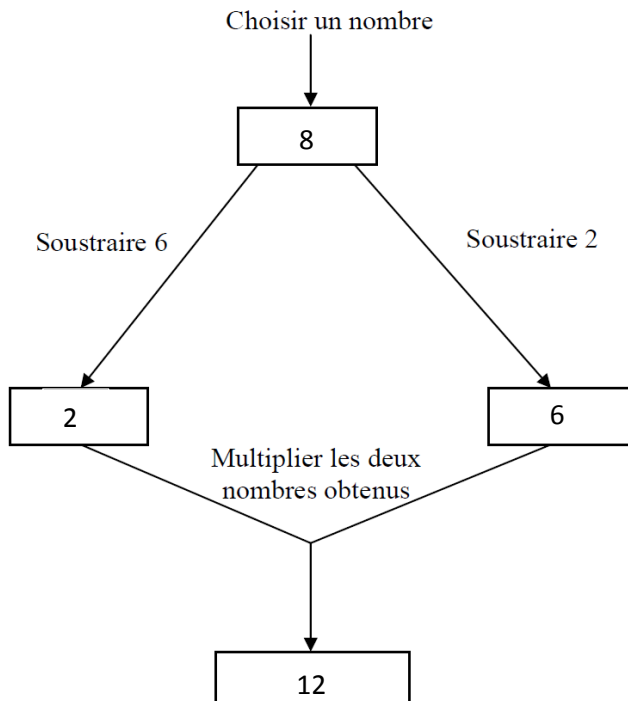 Choisir un nombre
8
Soustraire 6
Soustraire 2
2
6
Multiplier les deux
nombres obtenus
12